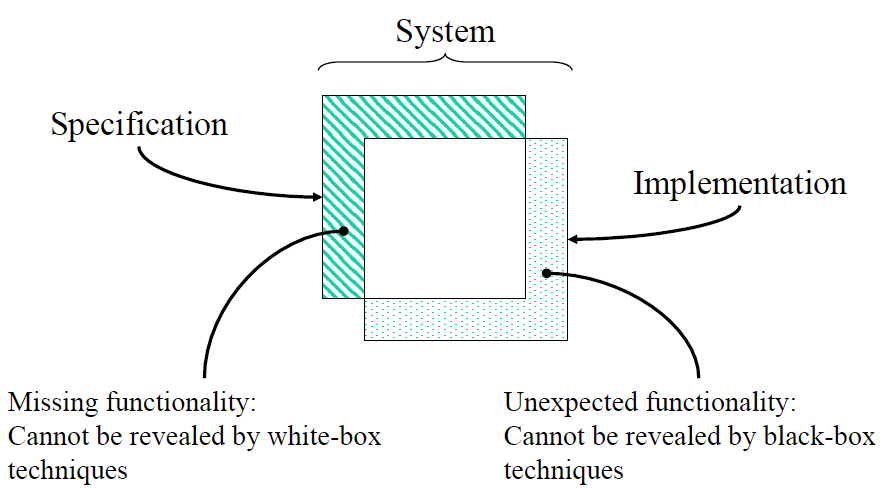 System
Specification
Implementation
Missing functionality:
Cannot be revealed by white-box
techniques
Unexpected functionality:
Cannot be revealed by black-box
techniques